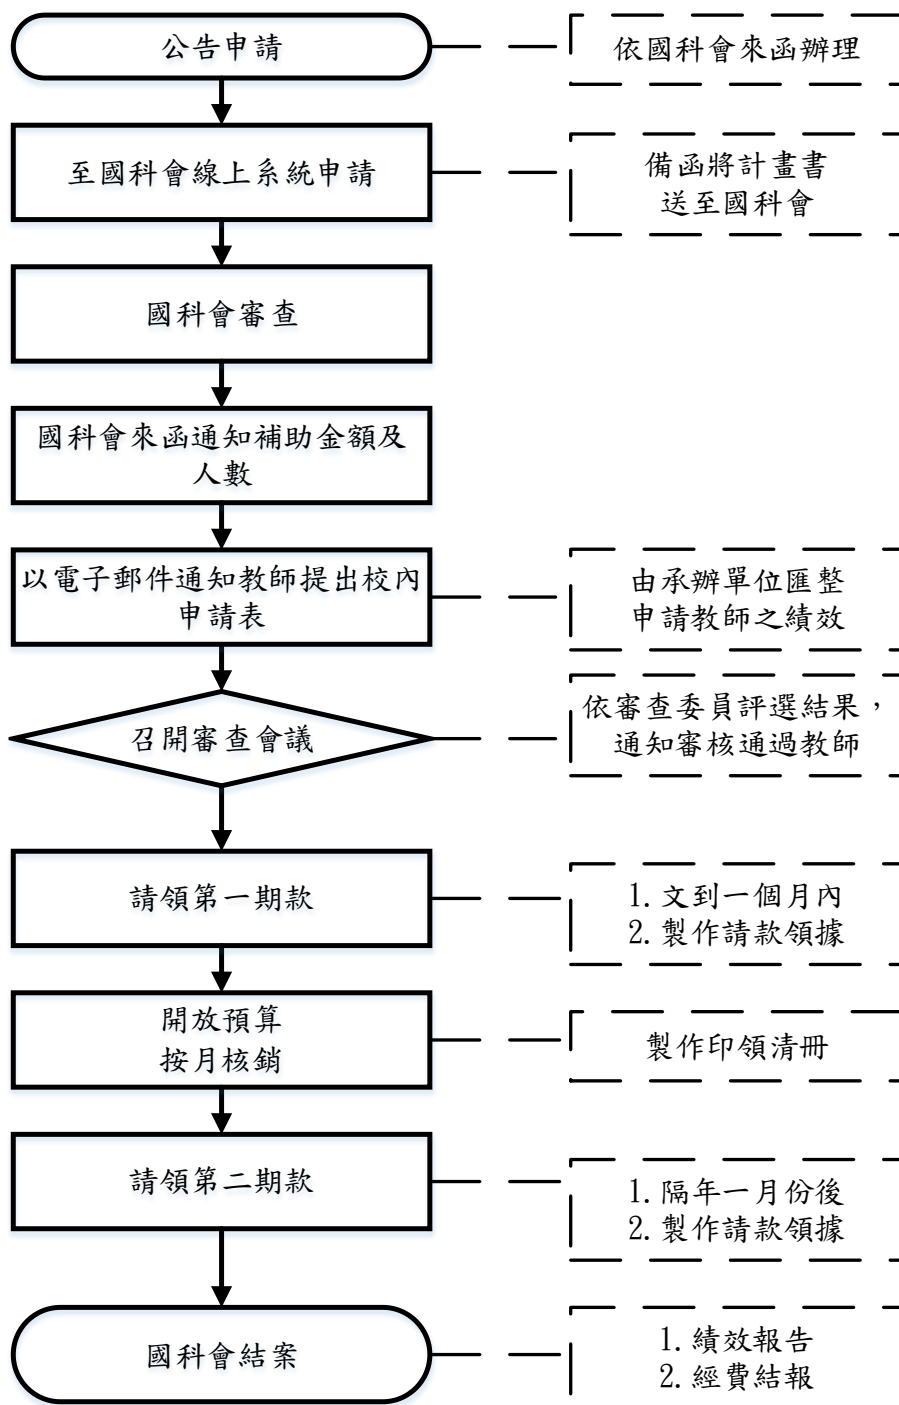 公告申請
依國科會來函辦理
至國科會線上系統申請
備函將計畫書
送至國科會
國科會審查
國科會來函通知補助金額及
人數
以電子郵件通知教師提出校內
申請表
由承辦單位匯整
申請教師之績效
召開審查會議
依審查委員評選結果，
通知審核通過教師
請領第一期款
1. 文到一個月內
2. 製作請款領據
開放預算
按月核銷
製作印領清冊
請領第二期款
1. 隔年一月份後
2. 製作請款領據
國科會結案
1. 績效報告
2. 經費結報